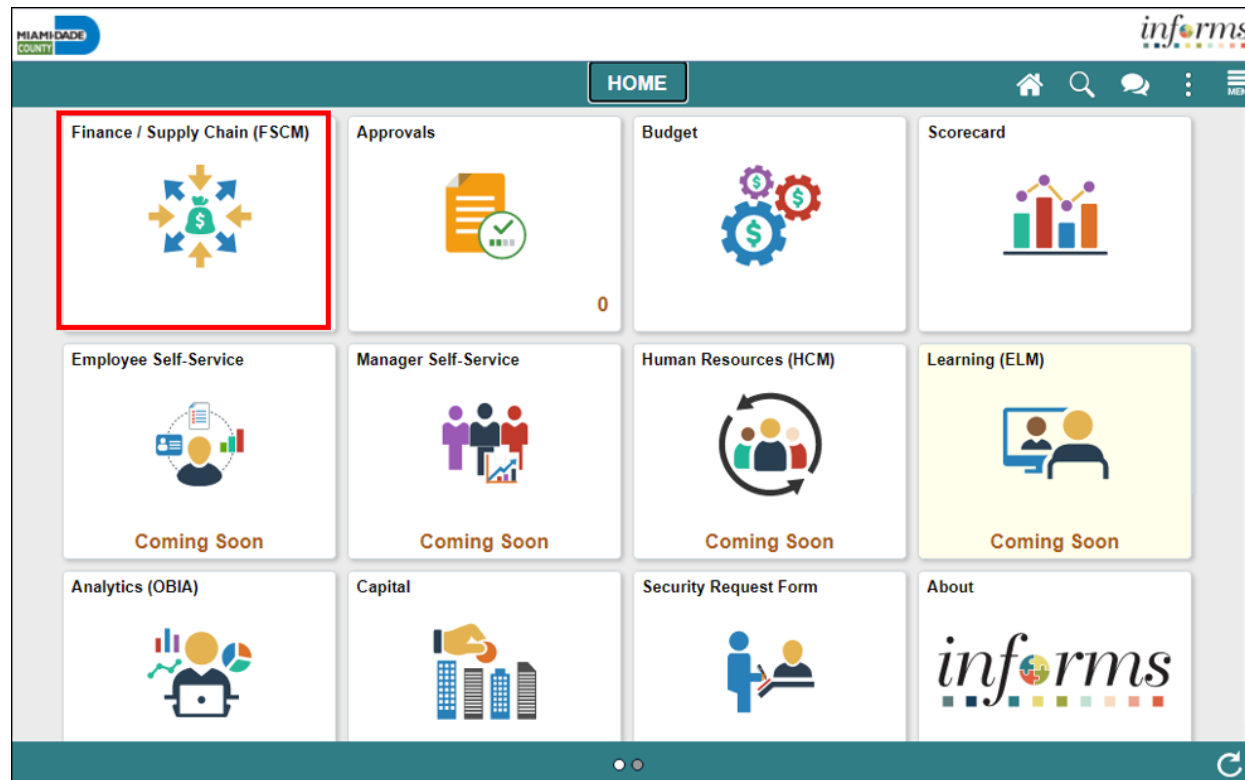 MIAMI-DADE
COUNTY
informs
HOME
MENU
Finance / Supply Chain (FSCM)
Approvals
Budget
Scorecard
0
Employee Self-Service
Manager Self-Service
Human Resources (HCM)
Learning (ELM)
Coming Soon
Coming Soon
Coming Soon
Coming Soon
Analytics (OBIA)
Capital
Security Request Form
About
informs